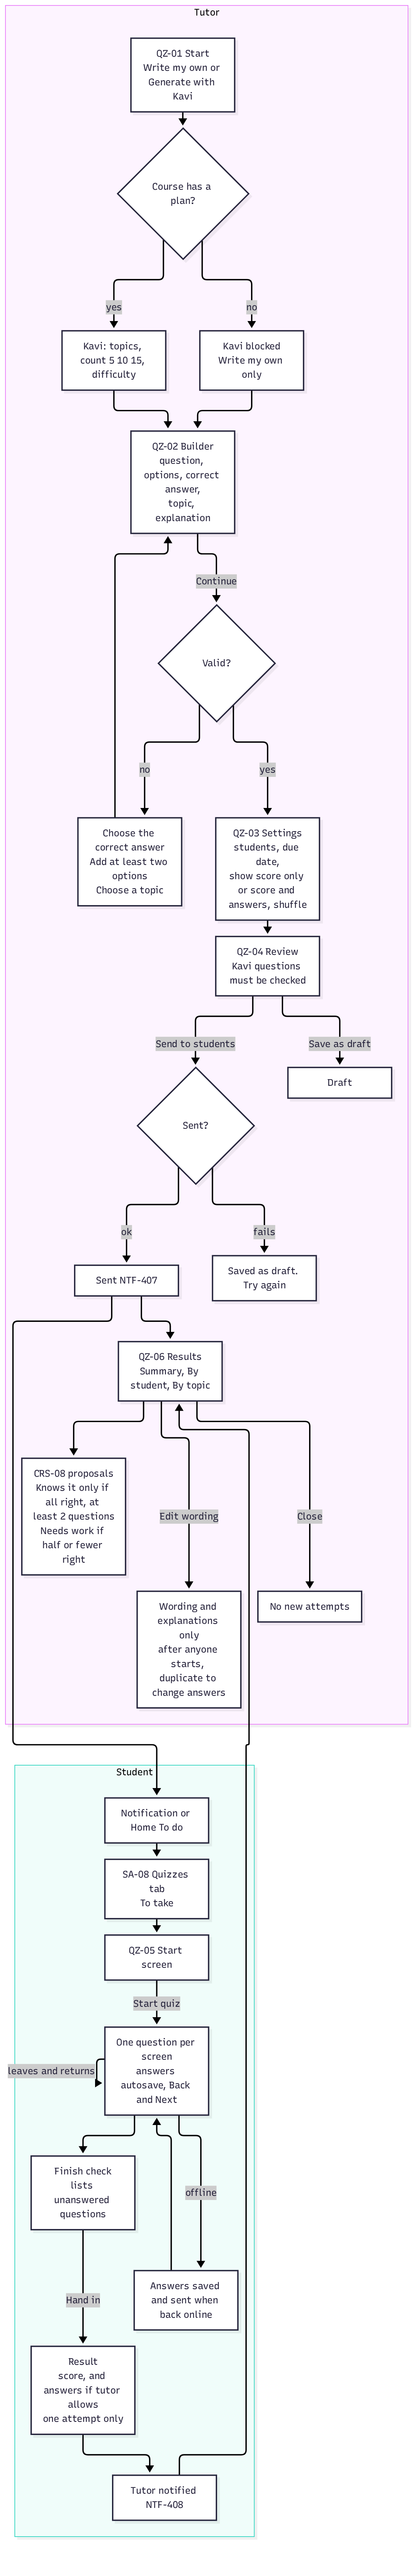 Tutor
QZ-01 Start
Write my own or
Generate with
Kavi
Course has a
plan?
yes
no
Kavi: topics,
count 5 10 15,
difficulty
Kavi blocked
Write my own
only
QZ-02 Builder
question,
options, correct
answer,
topic,
explanation
Continue
Valid?
no
yes
Choose the
correct answer
Add at least two
options
Choose a topic
QZ-03 Settings
students, due
date,
show score only
or score and
answers, shuffle
QZ-04 Review
Kavi questions
must be checked
Send to students
Save as draft
Draft
Sent?
ok
fails
Sent NTF-407
Saved as draft.
Try again
QZ-06 Results
Summary, By
student, By topic
CRS-08 proposals
Knows it only if
all right, at
least 2 questions
Needs work if
half or fewer
right
Edit wording
Close
Wording and
explanations
only
after anyone
starts,
duplicate to
change answers
No new attempts
Student
Notification or
Home To do
SA-08 Quizzes
tab
To take
QZ-05 Start
screen
Start quiz
One question per
screen
answers
autosave, Back
and Next
leaves and returns
Finish check
lists
unanswered
questions
offline
Answers saved
and sent when
back online
Hand in
Result
score, and
answers if tutor
allows
one attempt only
Tutor notified
NTF-408